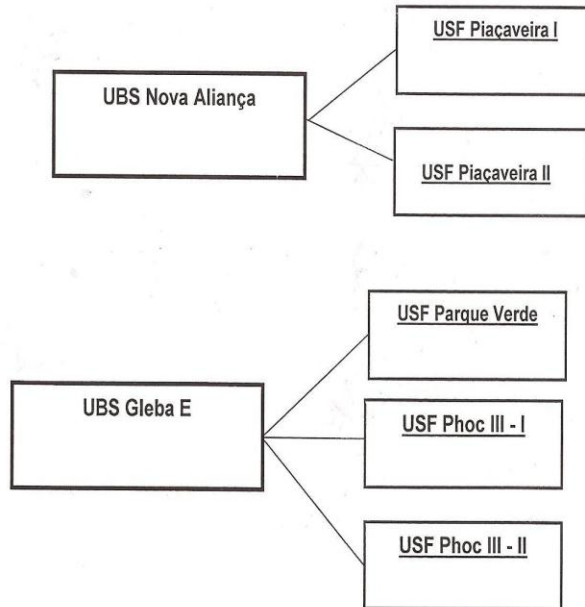 USF Piaçaveira I
UBS Nova Aliança
USF Piaçaveira II
USF Parque Verde
UBS Gleba E
USF Phoc III - I
USF Phoc III - II